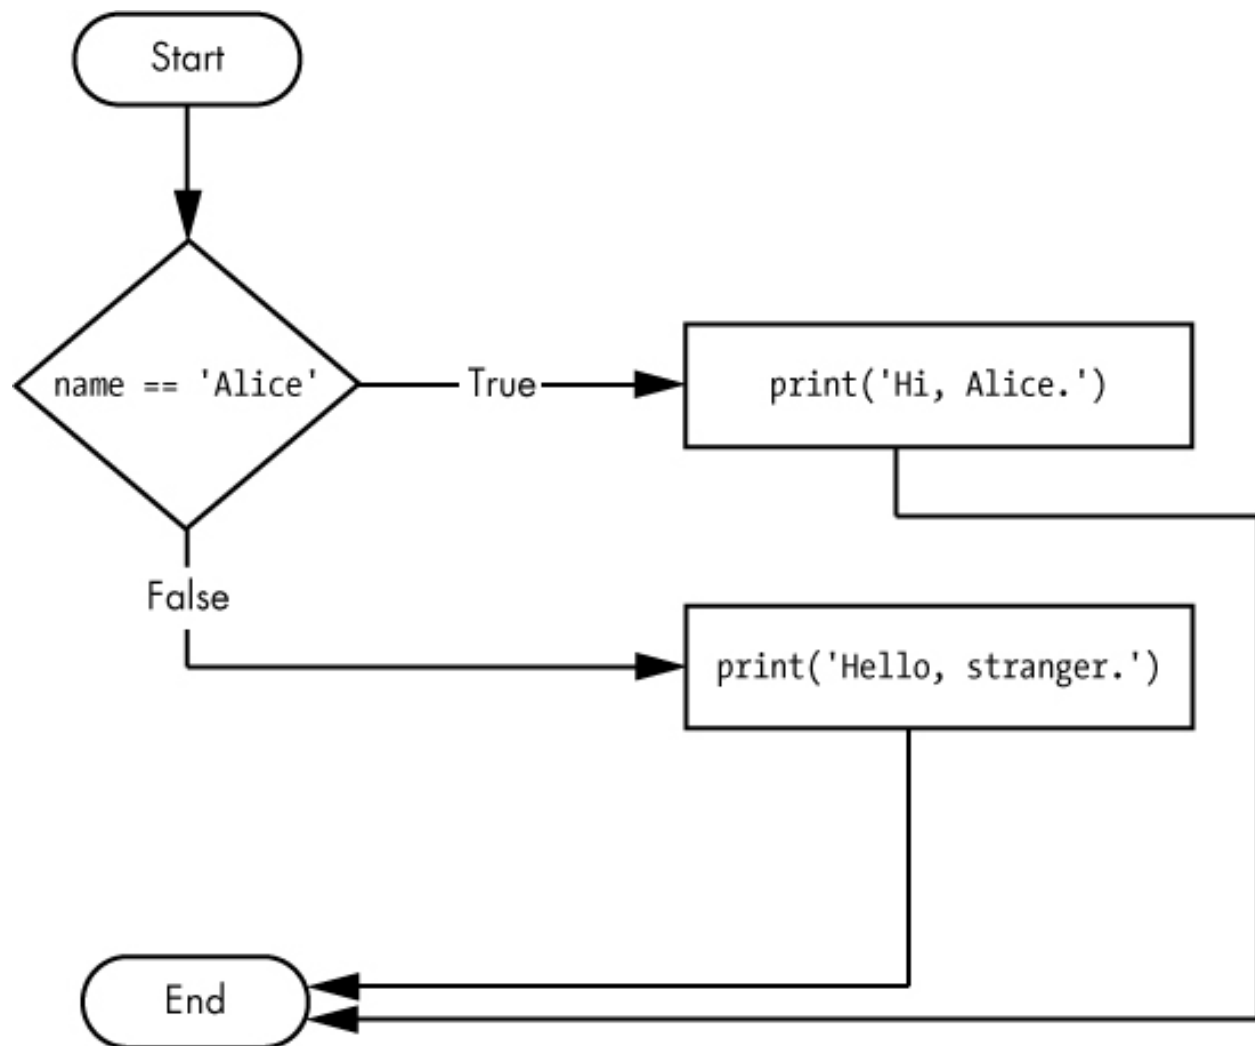 Start
name == 'Alice'
True
print('Hi, Alice.')
False
print('Hello, stranger.')
End